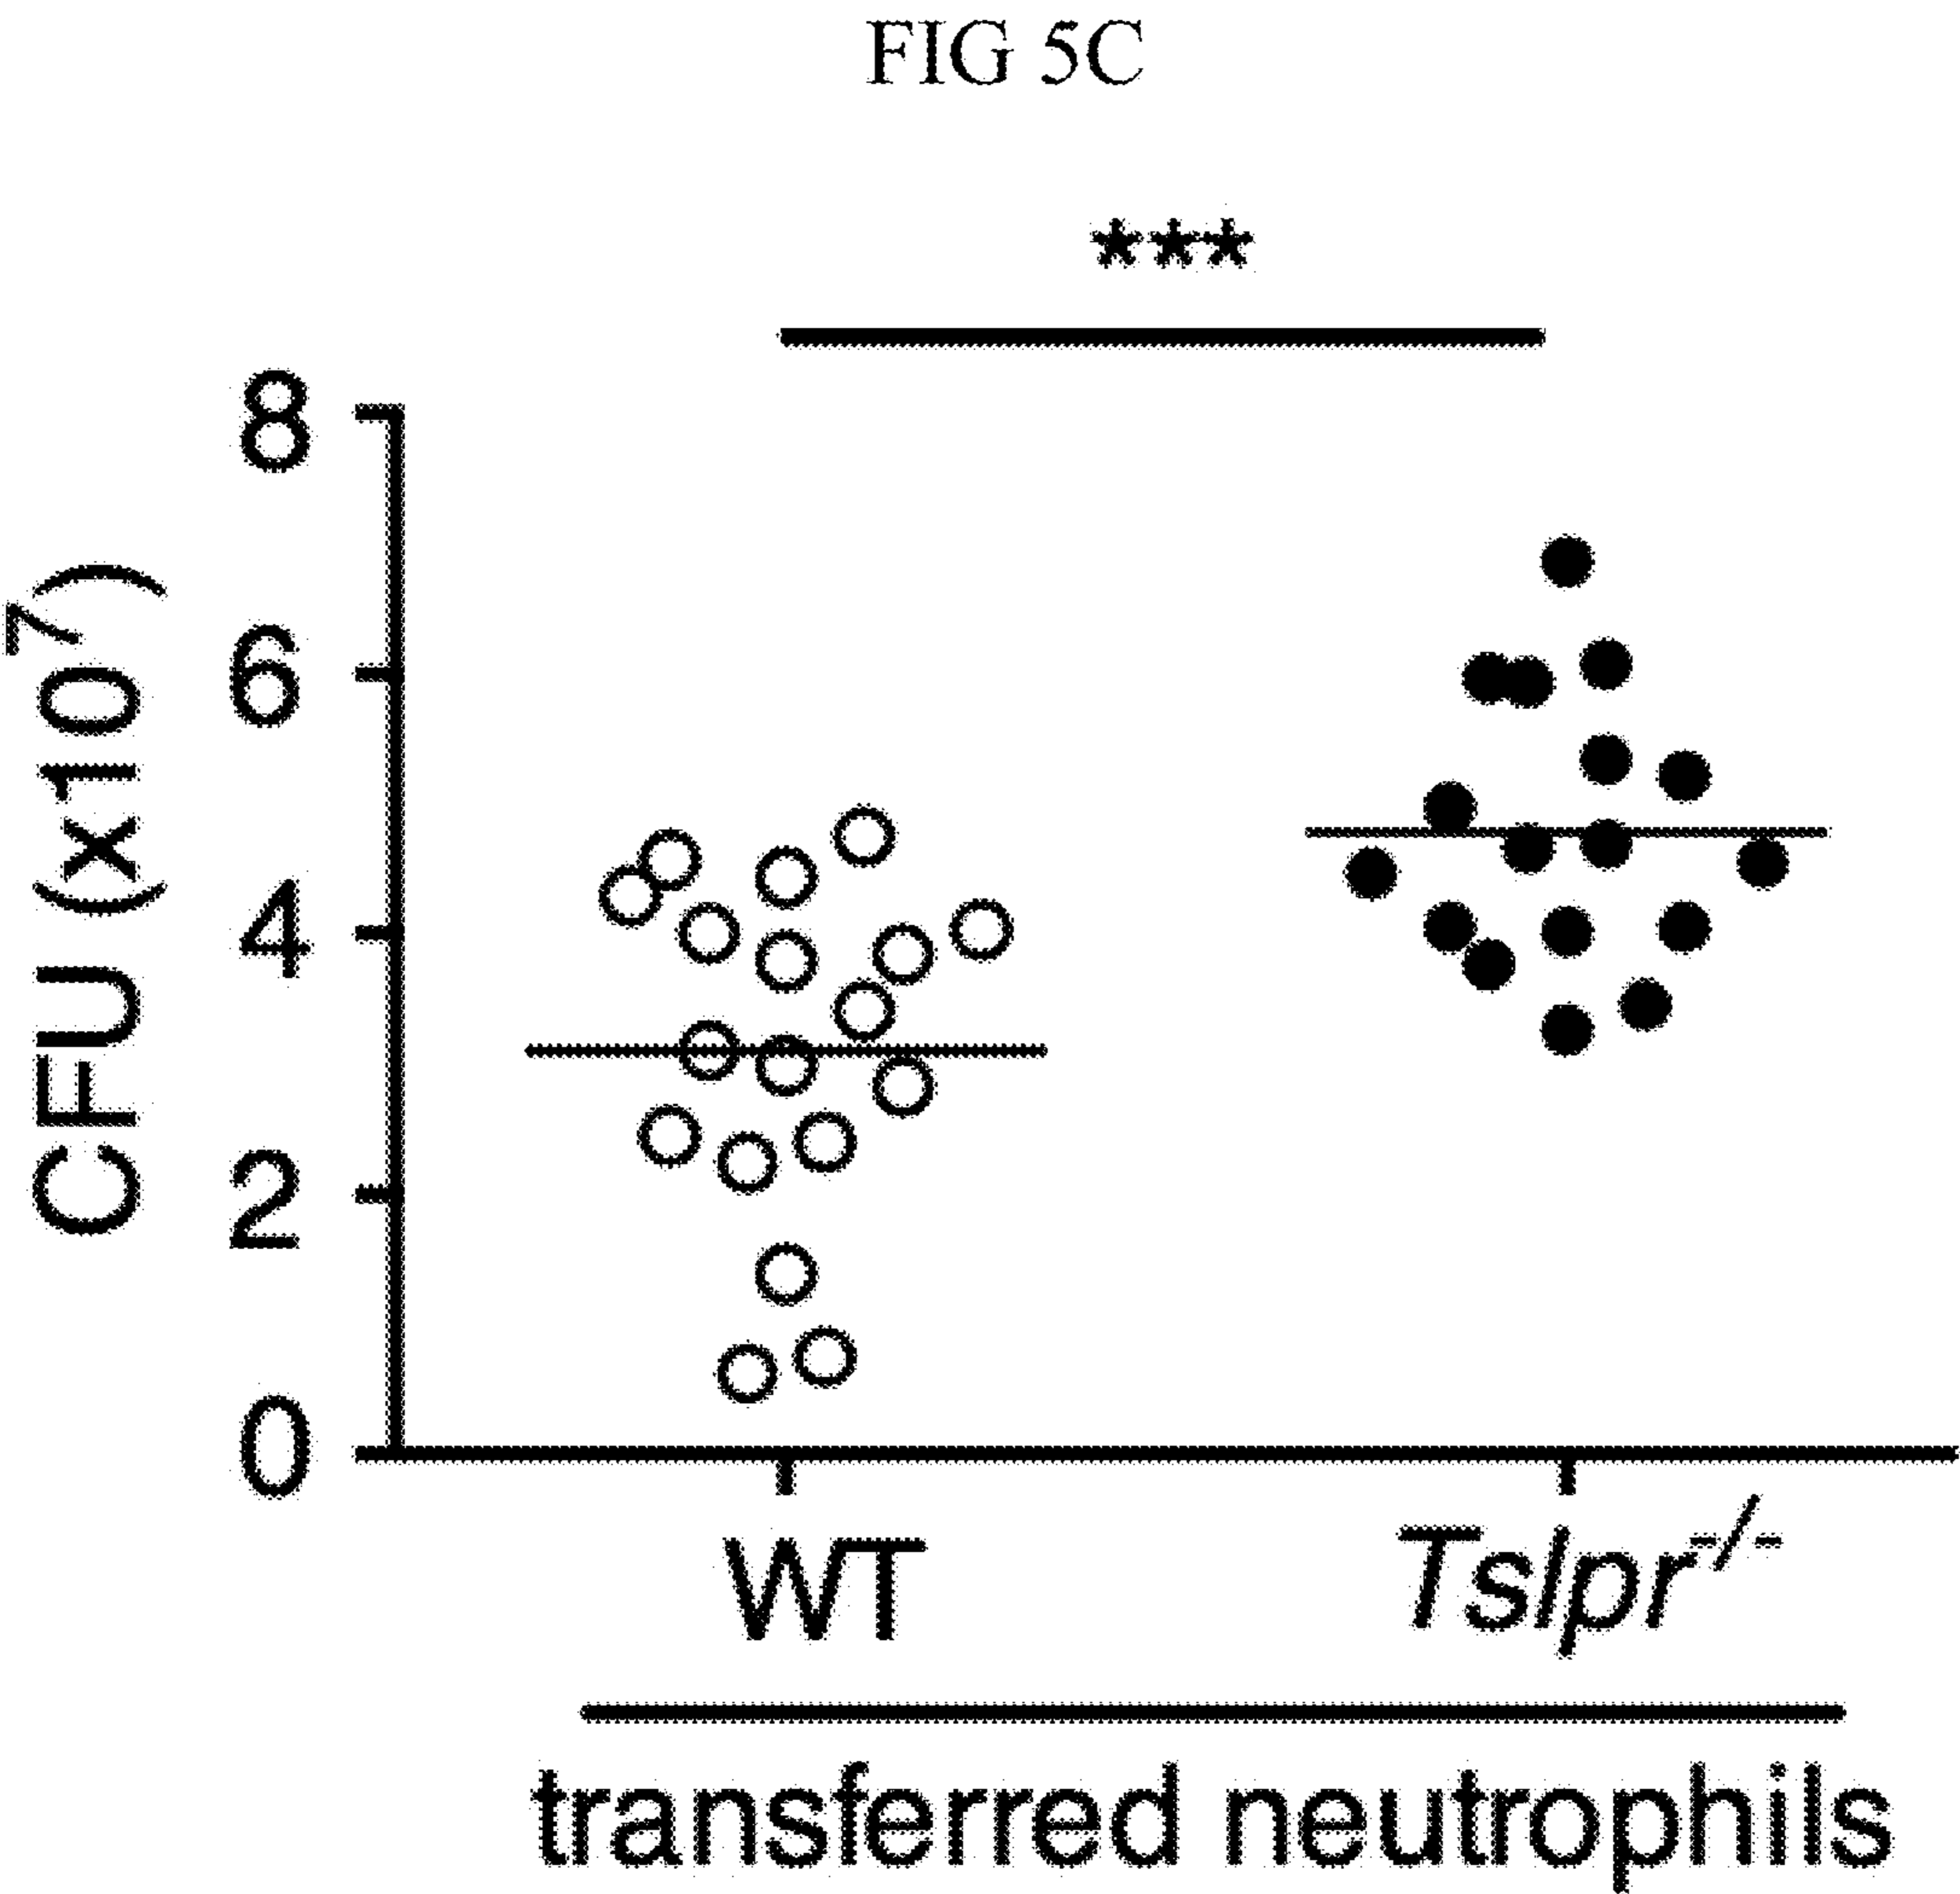 FIG 5C
***
8
6
4
2
0
CFU (x10⁷)
WT
Tslpr⁻/⁻
transferred neutrophils